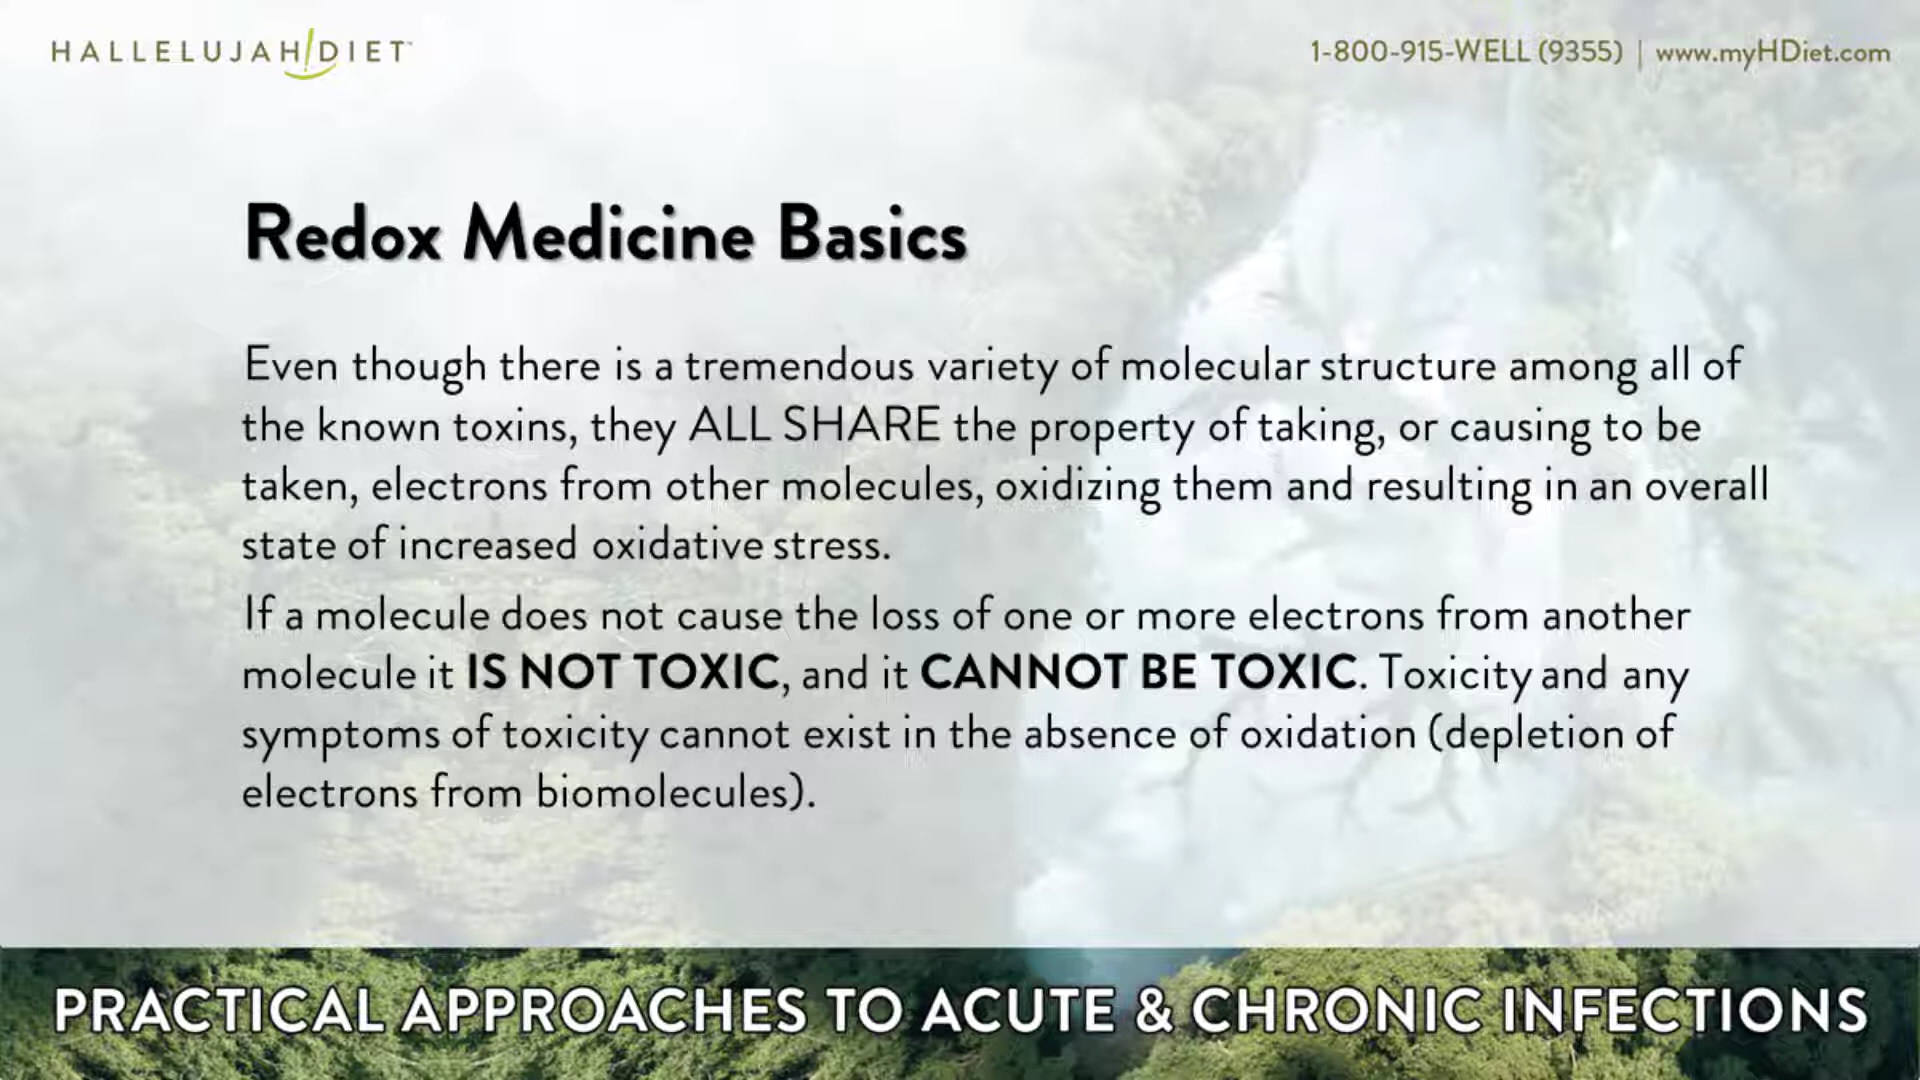 HALLELUJAH DIET™
1-800-915-WELL (9355) | www.myHDiet.com
Redox Medicine Basics
Even though there is a tremendous variety of molecular structure among all of
the known toxins, they ALL SHARE the property of taking, or causing to be
taken, electrons from other molecules, oxidizing them and resulting in an overall
state of increased oxidative stress.
If a molecule does not cause the loss of one or more electrons from another
molecule it IS NOT TOXIC, and it CANNOT BE TOXIC. Toxicity and any
symptoms of toxicity cannot exist in the absence of oxidation (depletion of
electrons from biomolecules).
PRACTICAL APPROACHES TO ACUTE & CHRONIC INFECTIONS